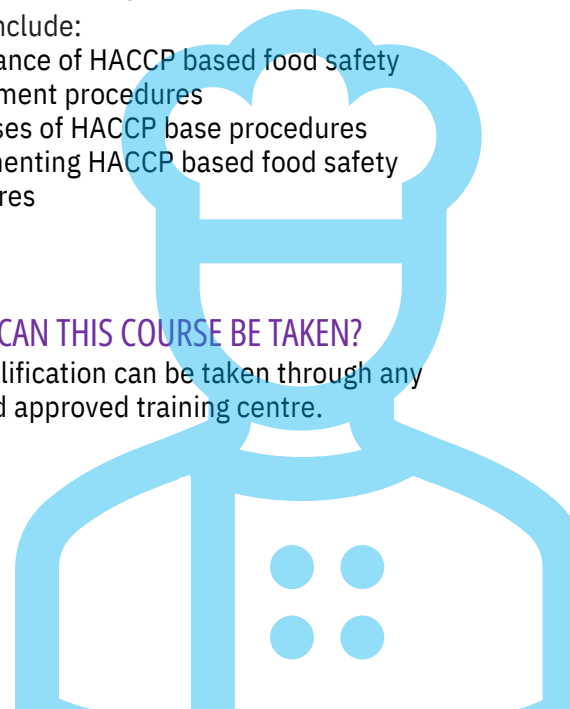 nclude:
ance of HACCP based food safety
ment procedures
ses of HACCP base procedures
nenting HACCP based food safety
res
CAN THIS COURSE BE TAKEN?
lification can be taken through any
d approved training centre.